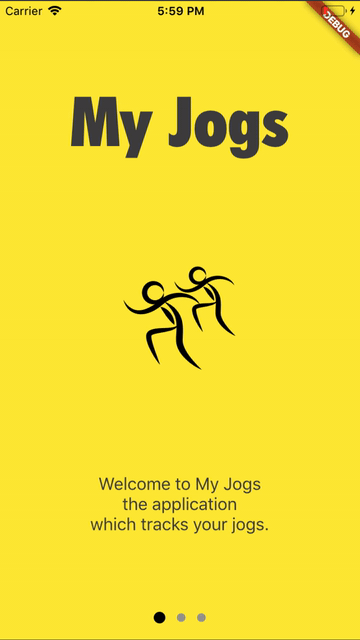 Carrier
5:59 PM
DEBUG
My Jogs
Welcome to My Jogs
the application
which tracks your jogs.